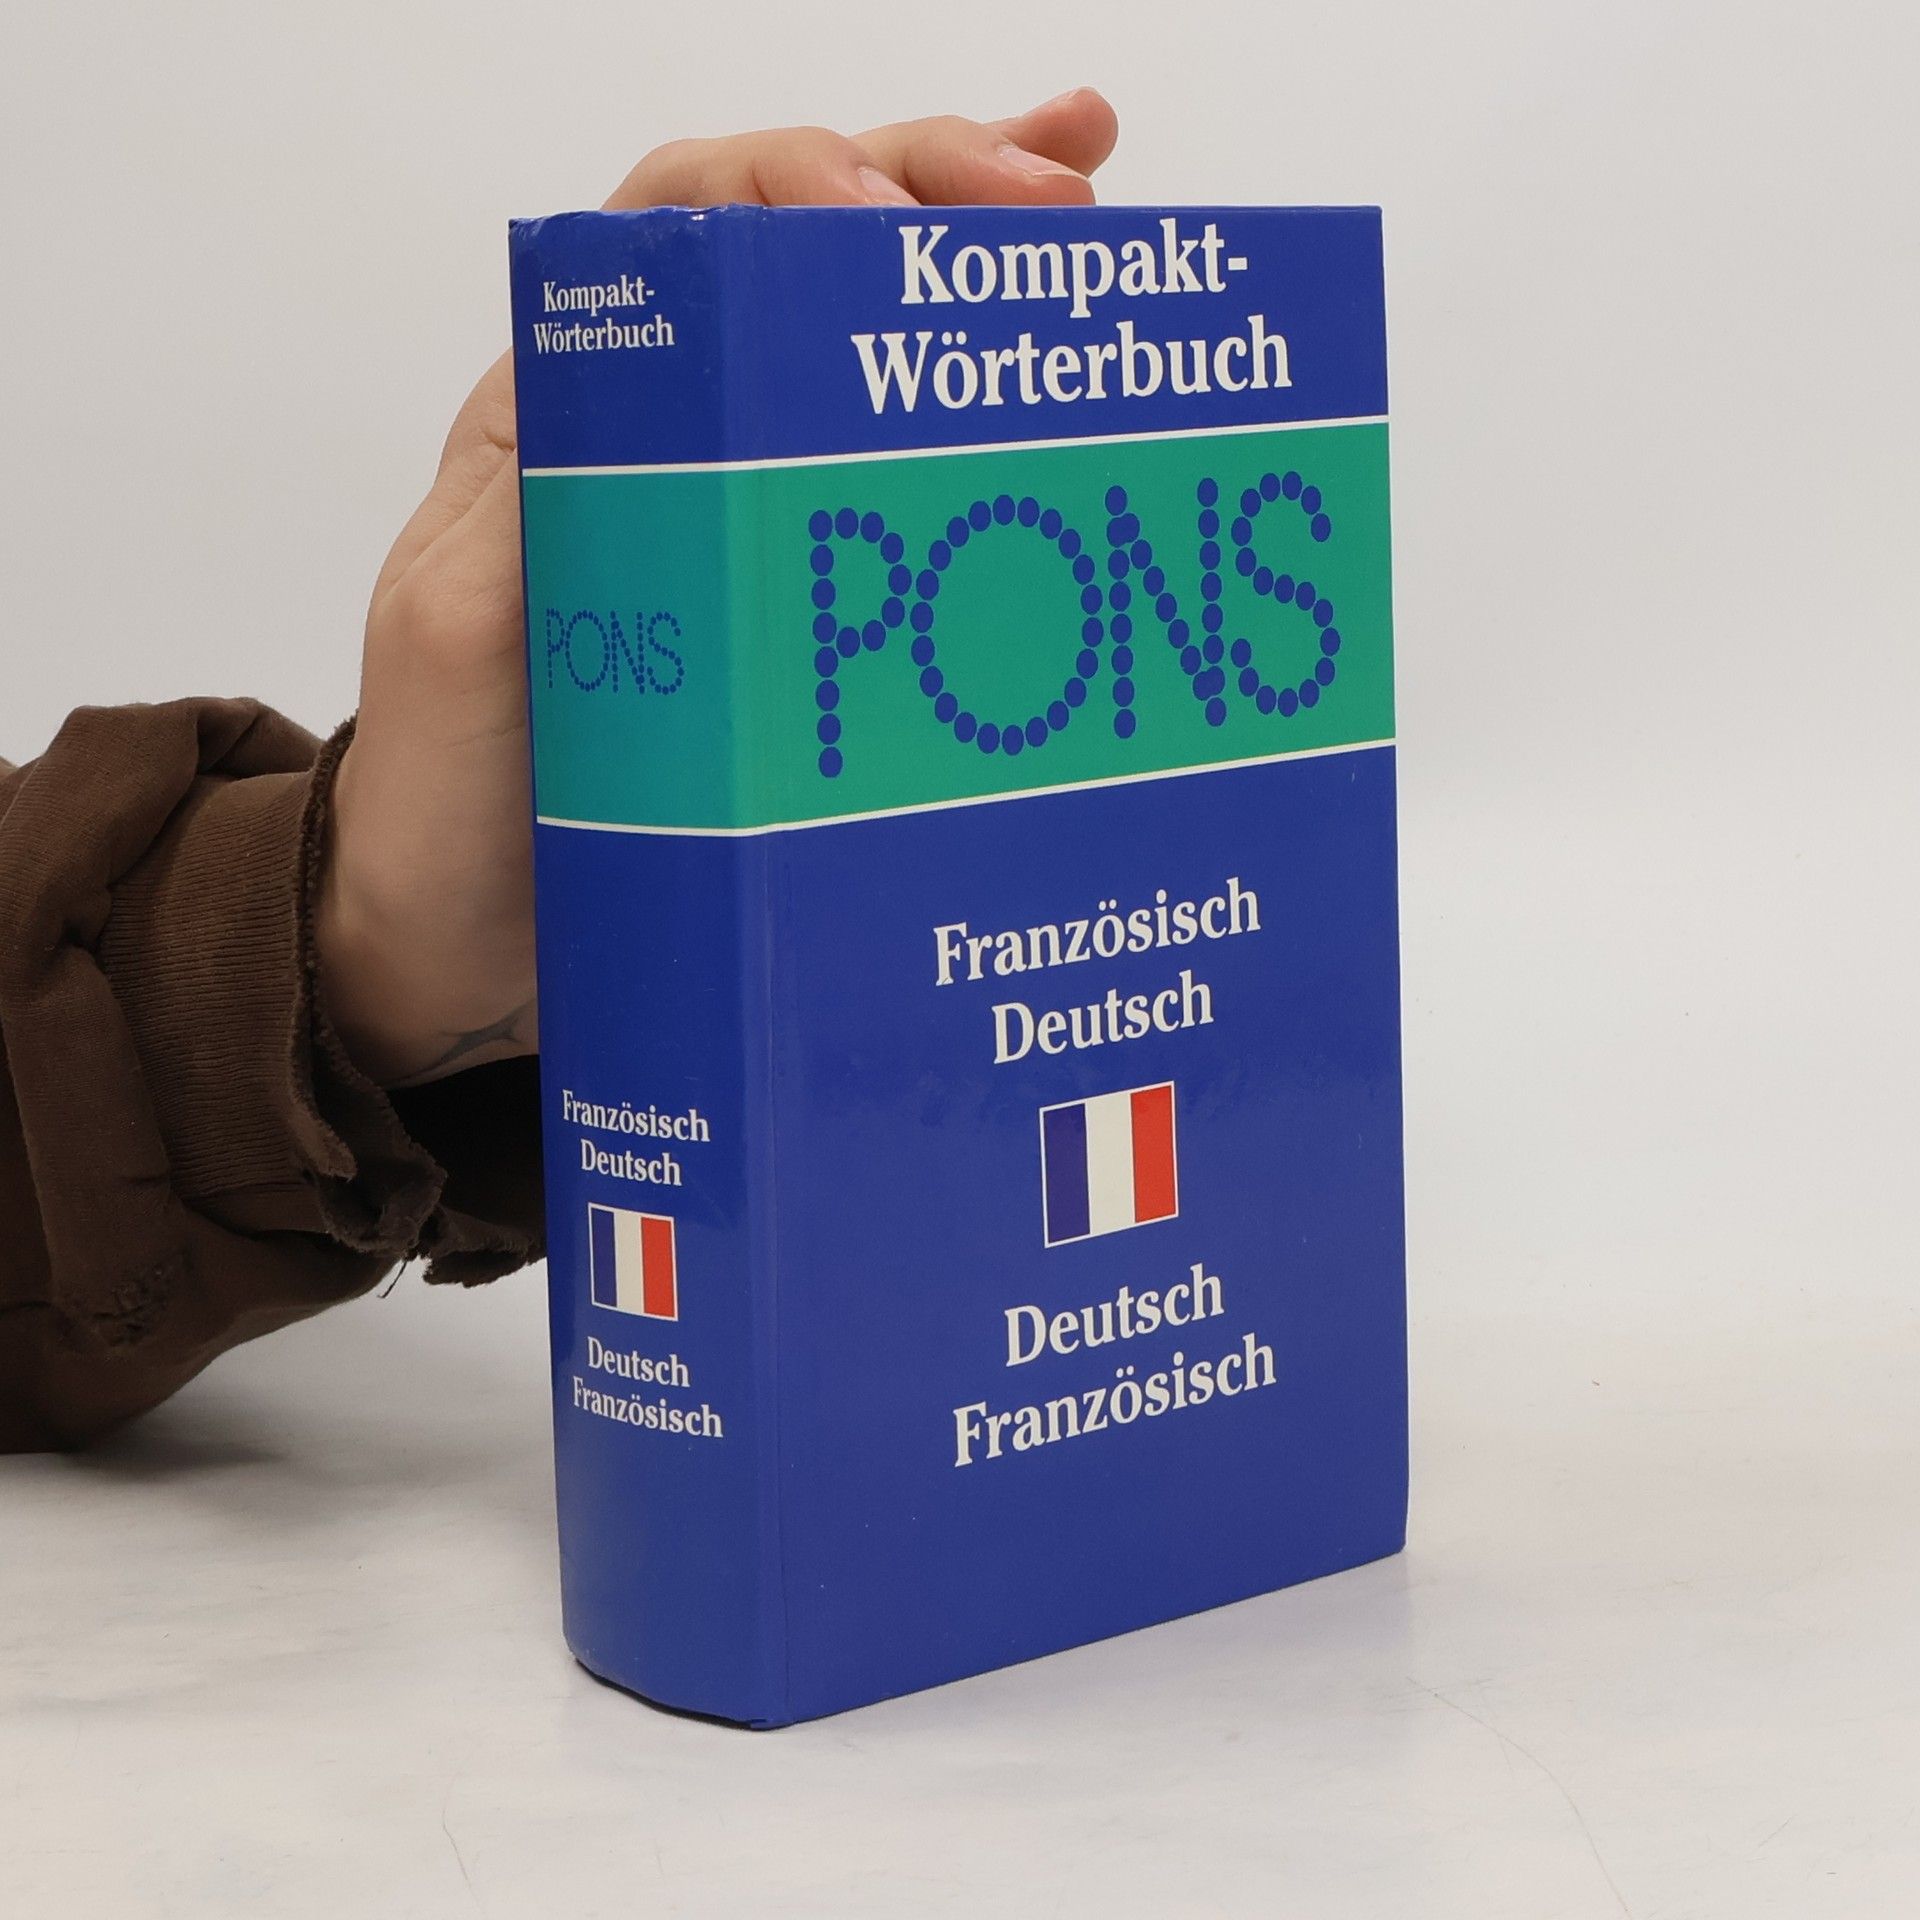 Kompakt-
Wörterbuch
PONS
Französisch
Deutsch
Deutsch
Französisch
Kompakt-
Wörterbuch
PONS
Französisch
Deutsch
Deutsch
Französisch